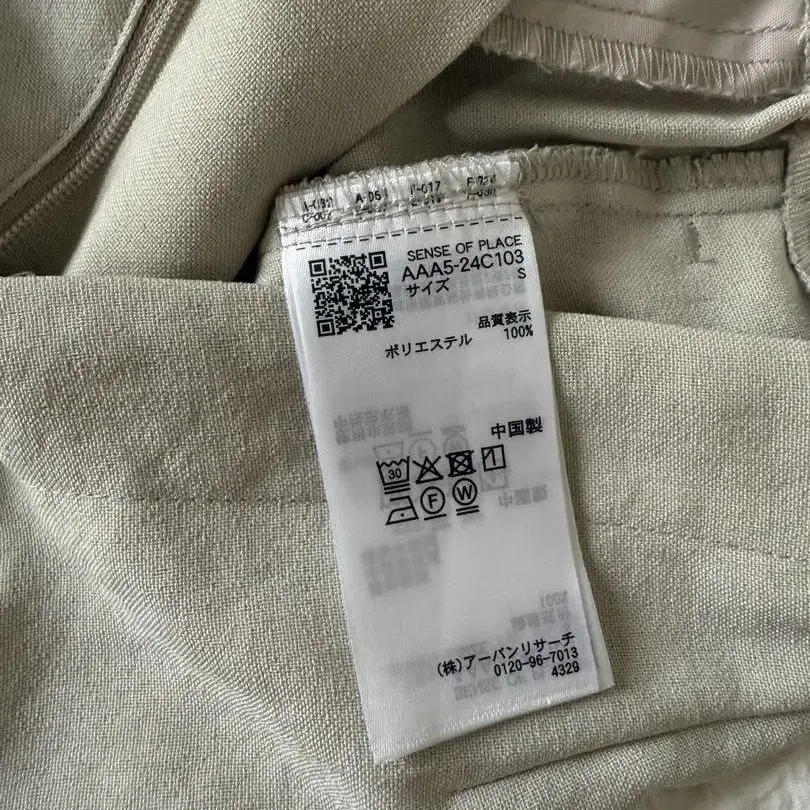 SENSE OF PLACE
AAA5-24C103
サイズ S
品質表示
ポリエステル 100%
中国製
30
F W
(株)アーバンリサーチ
0120-96-7013
4329